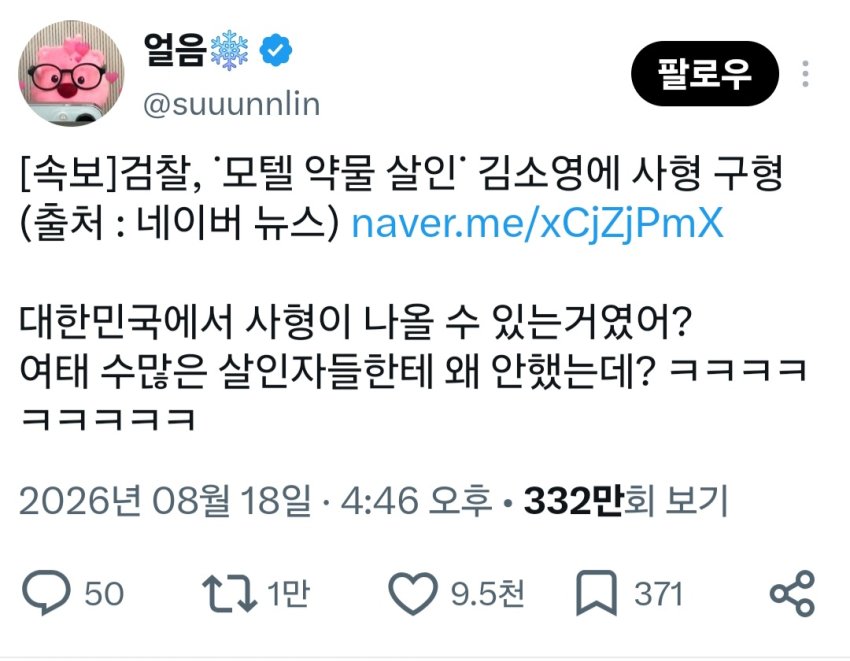 얼음❄️
팔로우
@suuunnlin
[속보]검찰, '모텔 약물 살인' 김소영에 사형 구형
(출처 : 네이버 뉴스) naver.me/xCjZjPmX
대한민국에서 사형이 나올 수 있는거였어?
여태 수많은 살인자들한테 왜 안했는데? ㅋㅋㅋㅋ
ㅋㅋㅋㅋㅋ
2026년 08월 18일 · 4:46 오후 • 332만회 보기
50 1만 9.5천 371